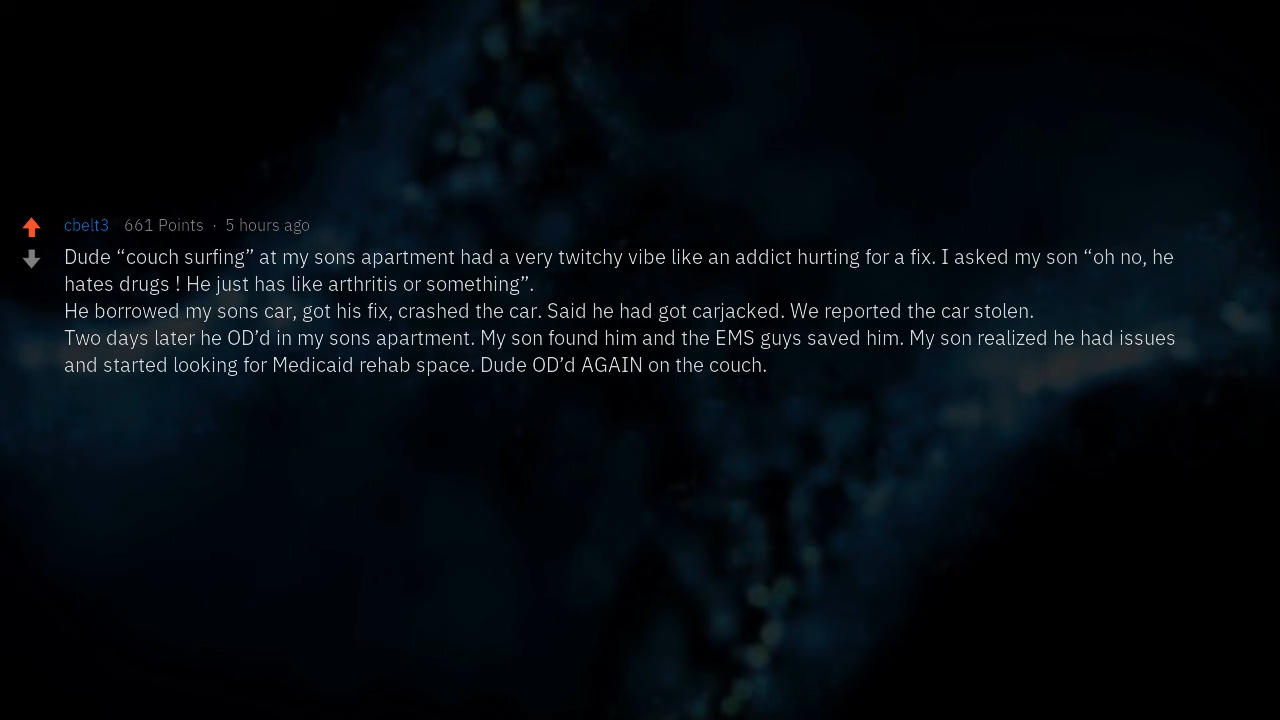 cbelt3 661 Points · 5 hours ago
Dude “couch surfing” at my sons apartment had a very twitchy vibe like an addict hurting for a fix. I asked my son “oh no, he
hates drugs ! He just has like arthritis or something”.
He borrowed my sons car, got his fix, crashed the car. Said he had got carjacked. We reported the car stolen.
Two days later he OD’d in my sons apartment. My son found him and the EMS guys saved him. My son realized he had issues
and started looking for Medicaid rehab space. Dude OD’d AGAIN on the couch.